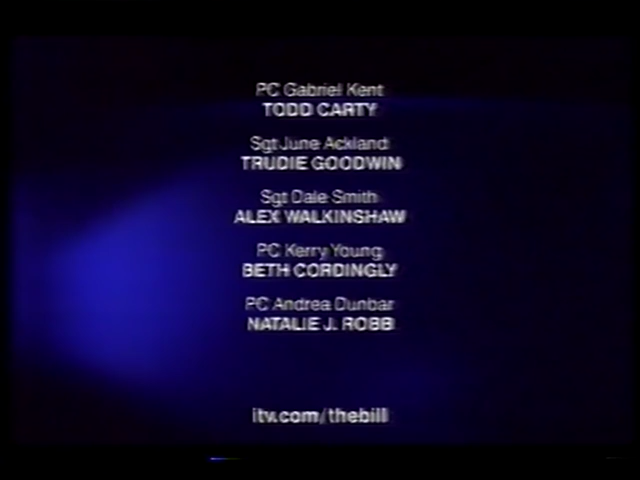 PC Gabriel Kent
TODD CARTY
Sgt June Ackland
TRUDIE GOODWIN
Sgt Dale Smith
ALEX WALKINSHAW
PC Kerry Young
BETH CORDINGLY
PC Andrea Dunbar
NATALIE J. ROBB
itv.com/thebill